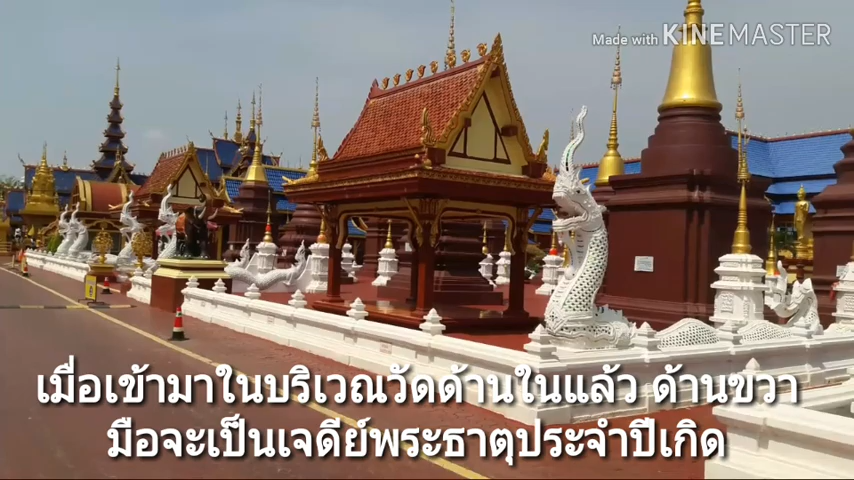 Made with KINEMASTER
เมื่อเข้ามาในบริเวณวัดด้านในแล้ว ด้านขวา
มือจะเป็นเจดีย์พระธาตุประจำปีเกิด